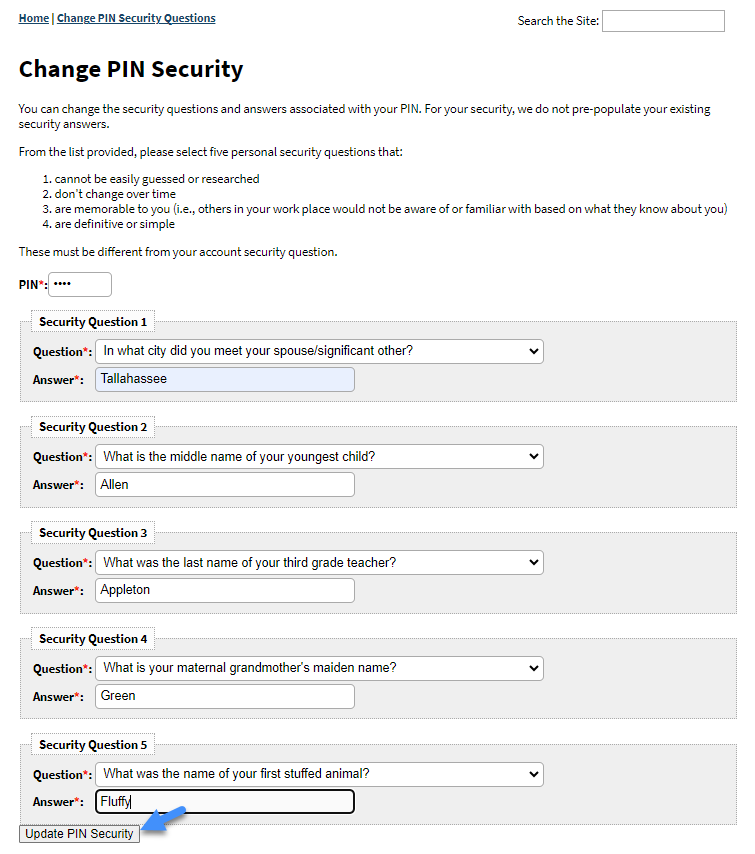 Home | Change PIN Security Questions
Search the Site:
Change PIN Security
You can change the security questions and answers associated with your PIN. For your security, we do not pre-populate your existing
security answers.
From the list provided, please select five personal security questions that:
1. cannot be easily guessed or researched
2. don't change over time
3. are memorable to you (i.e., others in your work place would not be aware of or familiar with based on what they know about you)
4. are definitive or simple
These must be different from your account security question.
PIN*: ••••
Security Question 1
Question*: In what city did you meet your spouse/significant other?
Answer*: Tallahassee
Security Question 2
Question*: What is the middle name of your youngest child?
Answer*: Allen
Security Question 3
Question*: What was the last name of your third grade teacher?
Answer*: Appleton
Security Question 4
Question*: What is your maternal grandmother's maiden name?
Answer*: Green
Security Question 5
Question*: What was the name of your first stuffed animal?
Answer*: Fluffy
Update PIN Security